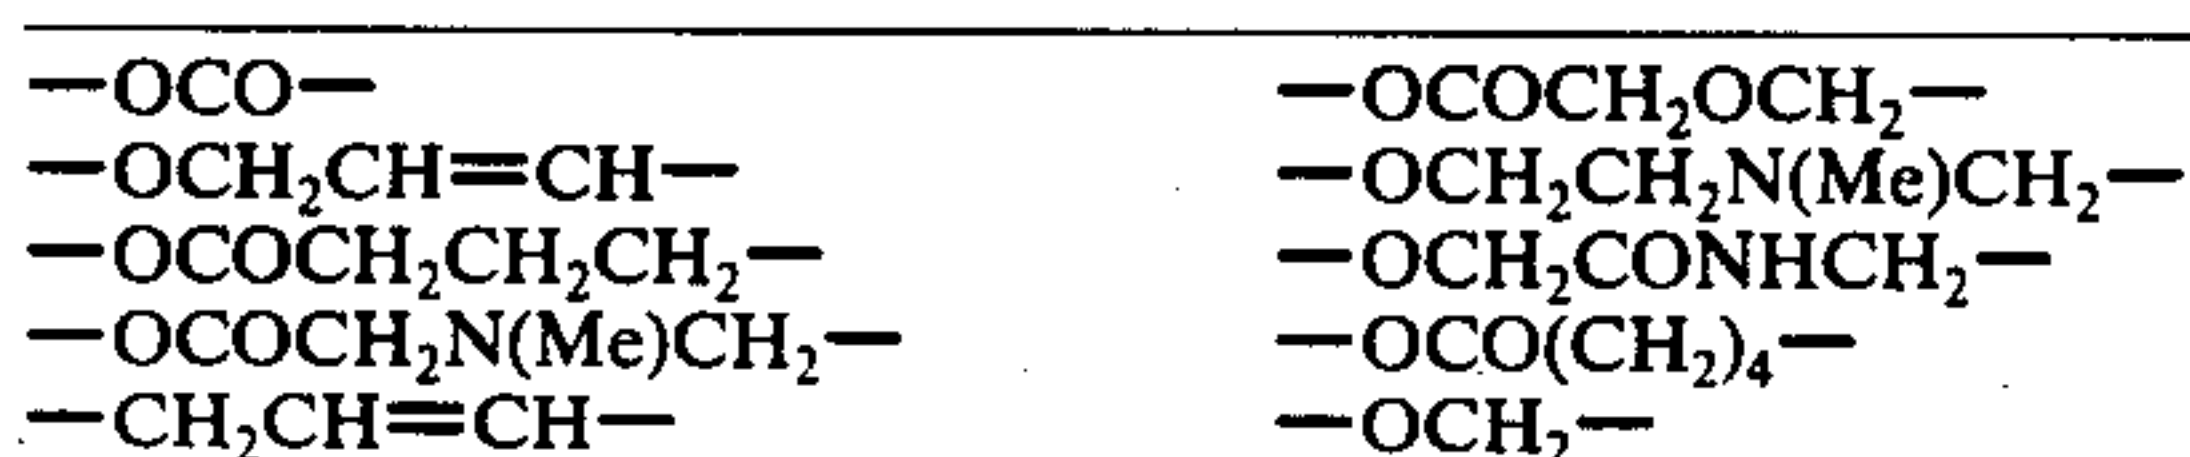 —OCO— —OCOCH₂OCH₂—
—OCH₂CH=CH— —OCH₂CH₂N(Me)CH₂—
—OCOCH₂CH₂CH₂— —OCH₂CONHCH₂—
—OCOCH₂N(Me)CH₂— —OCO(CH₂)₄—
—CH₂CH=CH— —OCH₂—